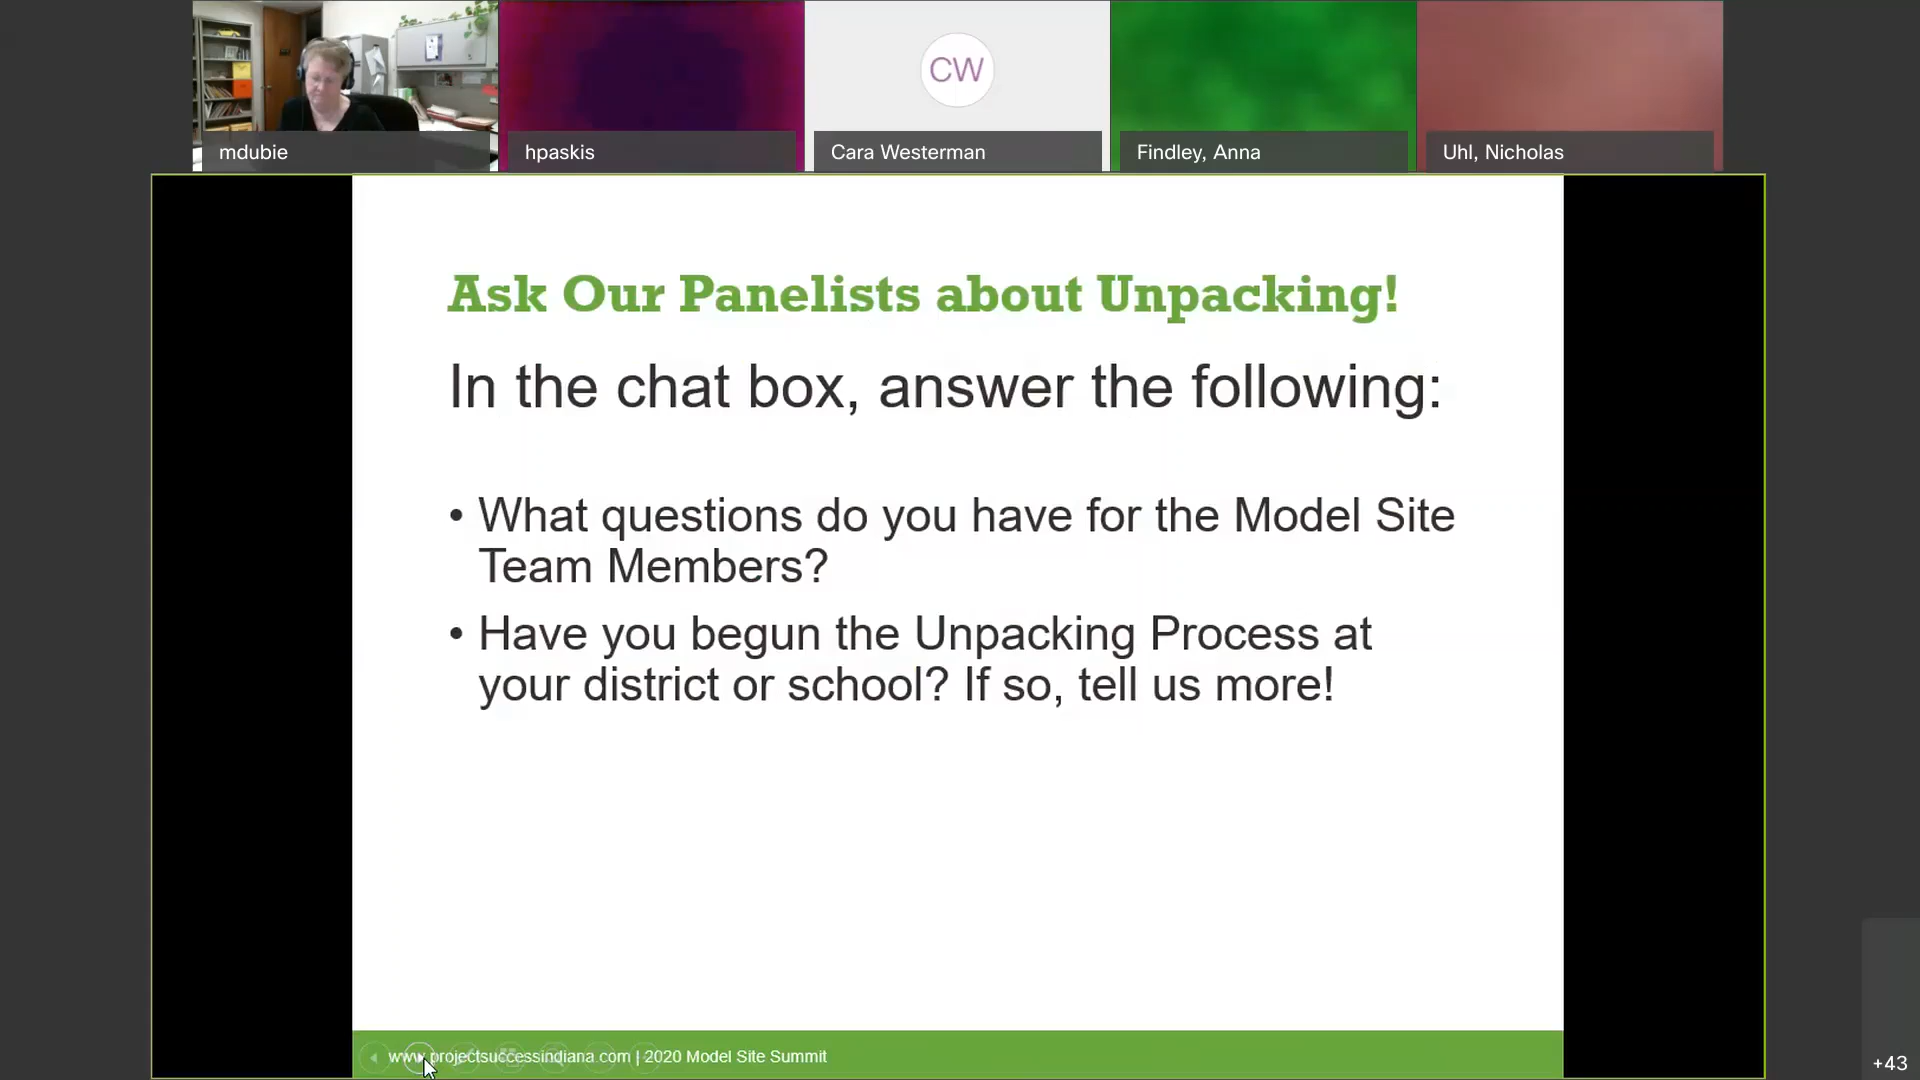 CW
mdubie
hpaskis
Cara Westerman
Findley, Anna
Uhl, Nicholas
Ask Our Panelists about Unpacking!
In the chat box, answer the following:
• What questions do you have for the Model Site
Team Members?
• Have you begun the Unpacking Process at
your district or school? If so, tell us more!
www.projectsuccessindiana.com | 2020 Model Site Summit
+43